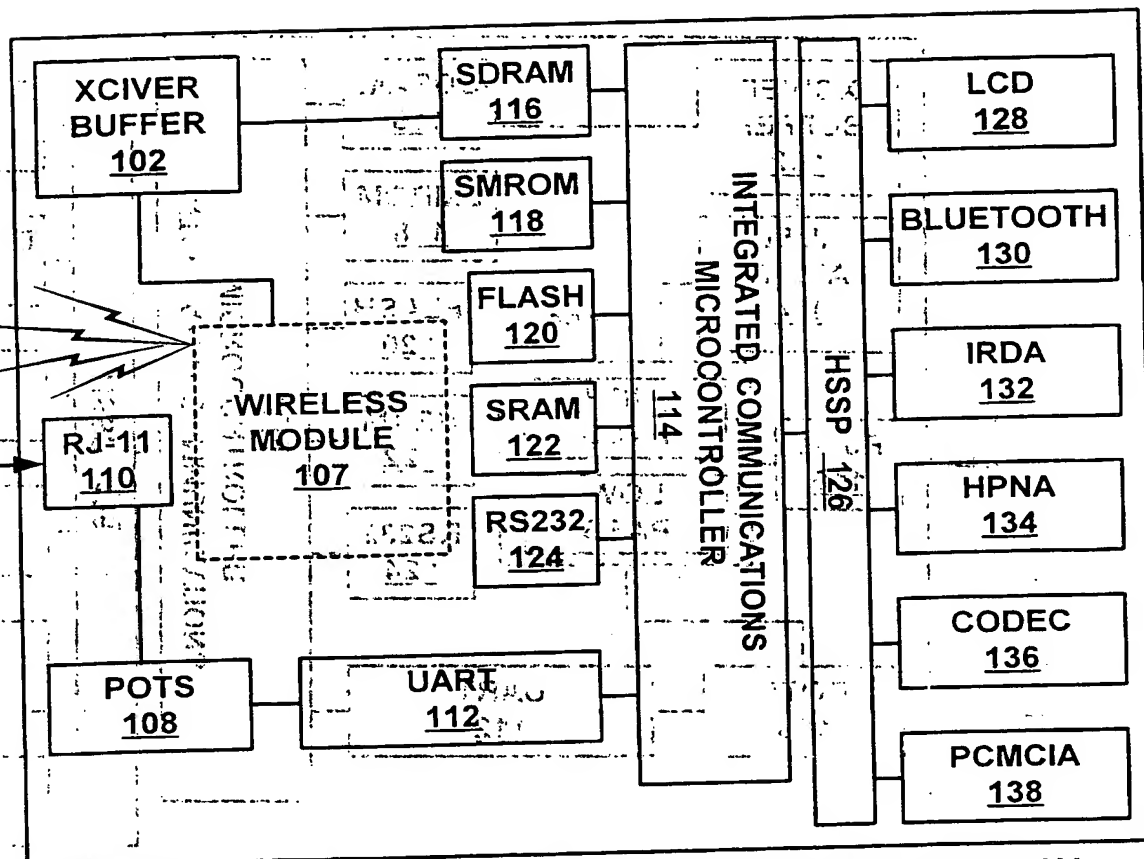 XCIVER
BUFFER
102
SDRAM
116
SMROM
118
FLASH
120
SRAM
122
RS232
124
WIRELESS
MODULE
107
RJ-11
110
POTS
108
UART
112
INTEGRATED COMMUNICATIONS
MICROCONTROLLER
114
HSSP 126
LCD
128
BLUETOOTH
130
IRDA
132
HPNA
134
CODEC
136
PCMCIA
138